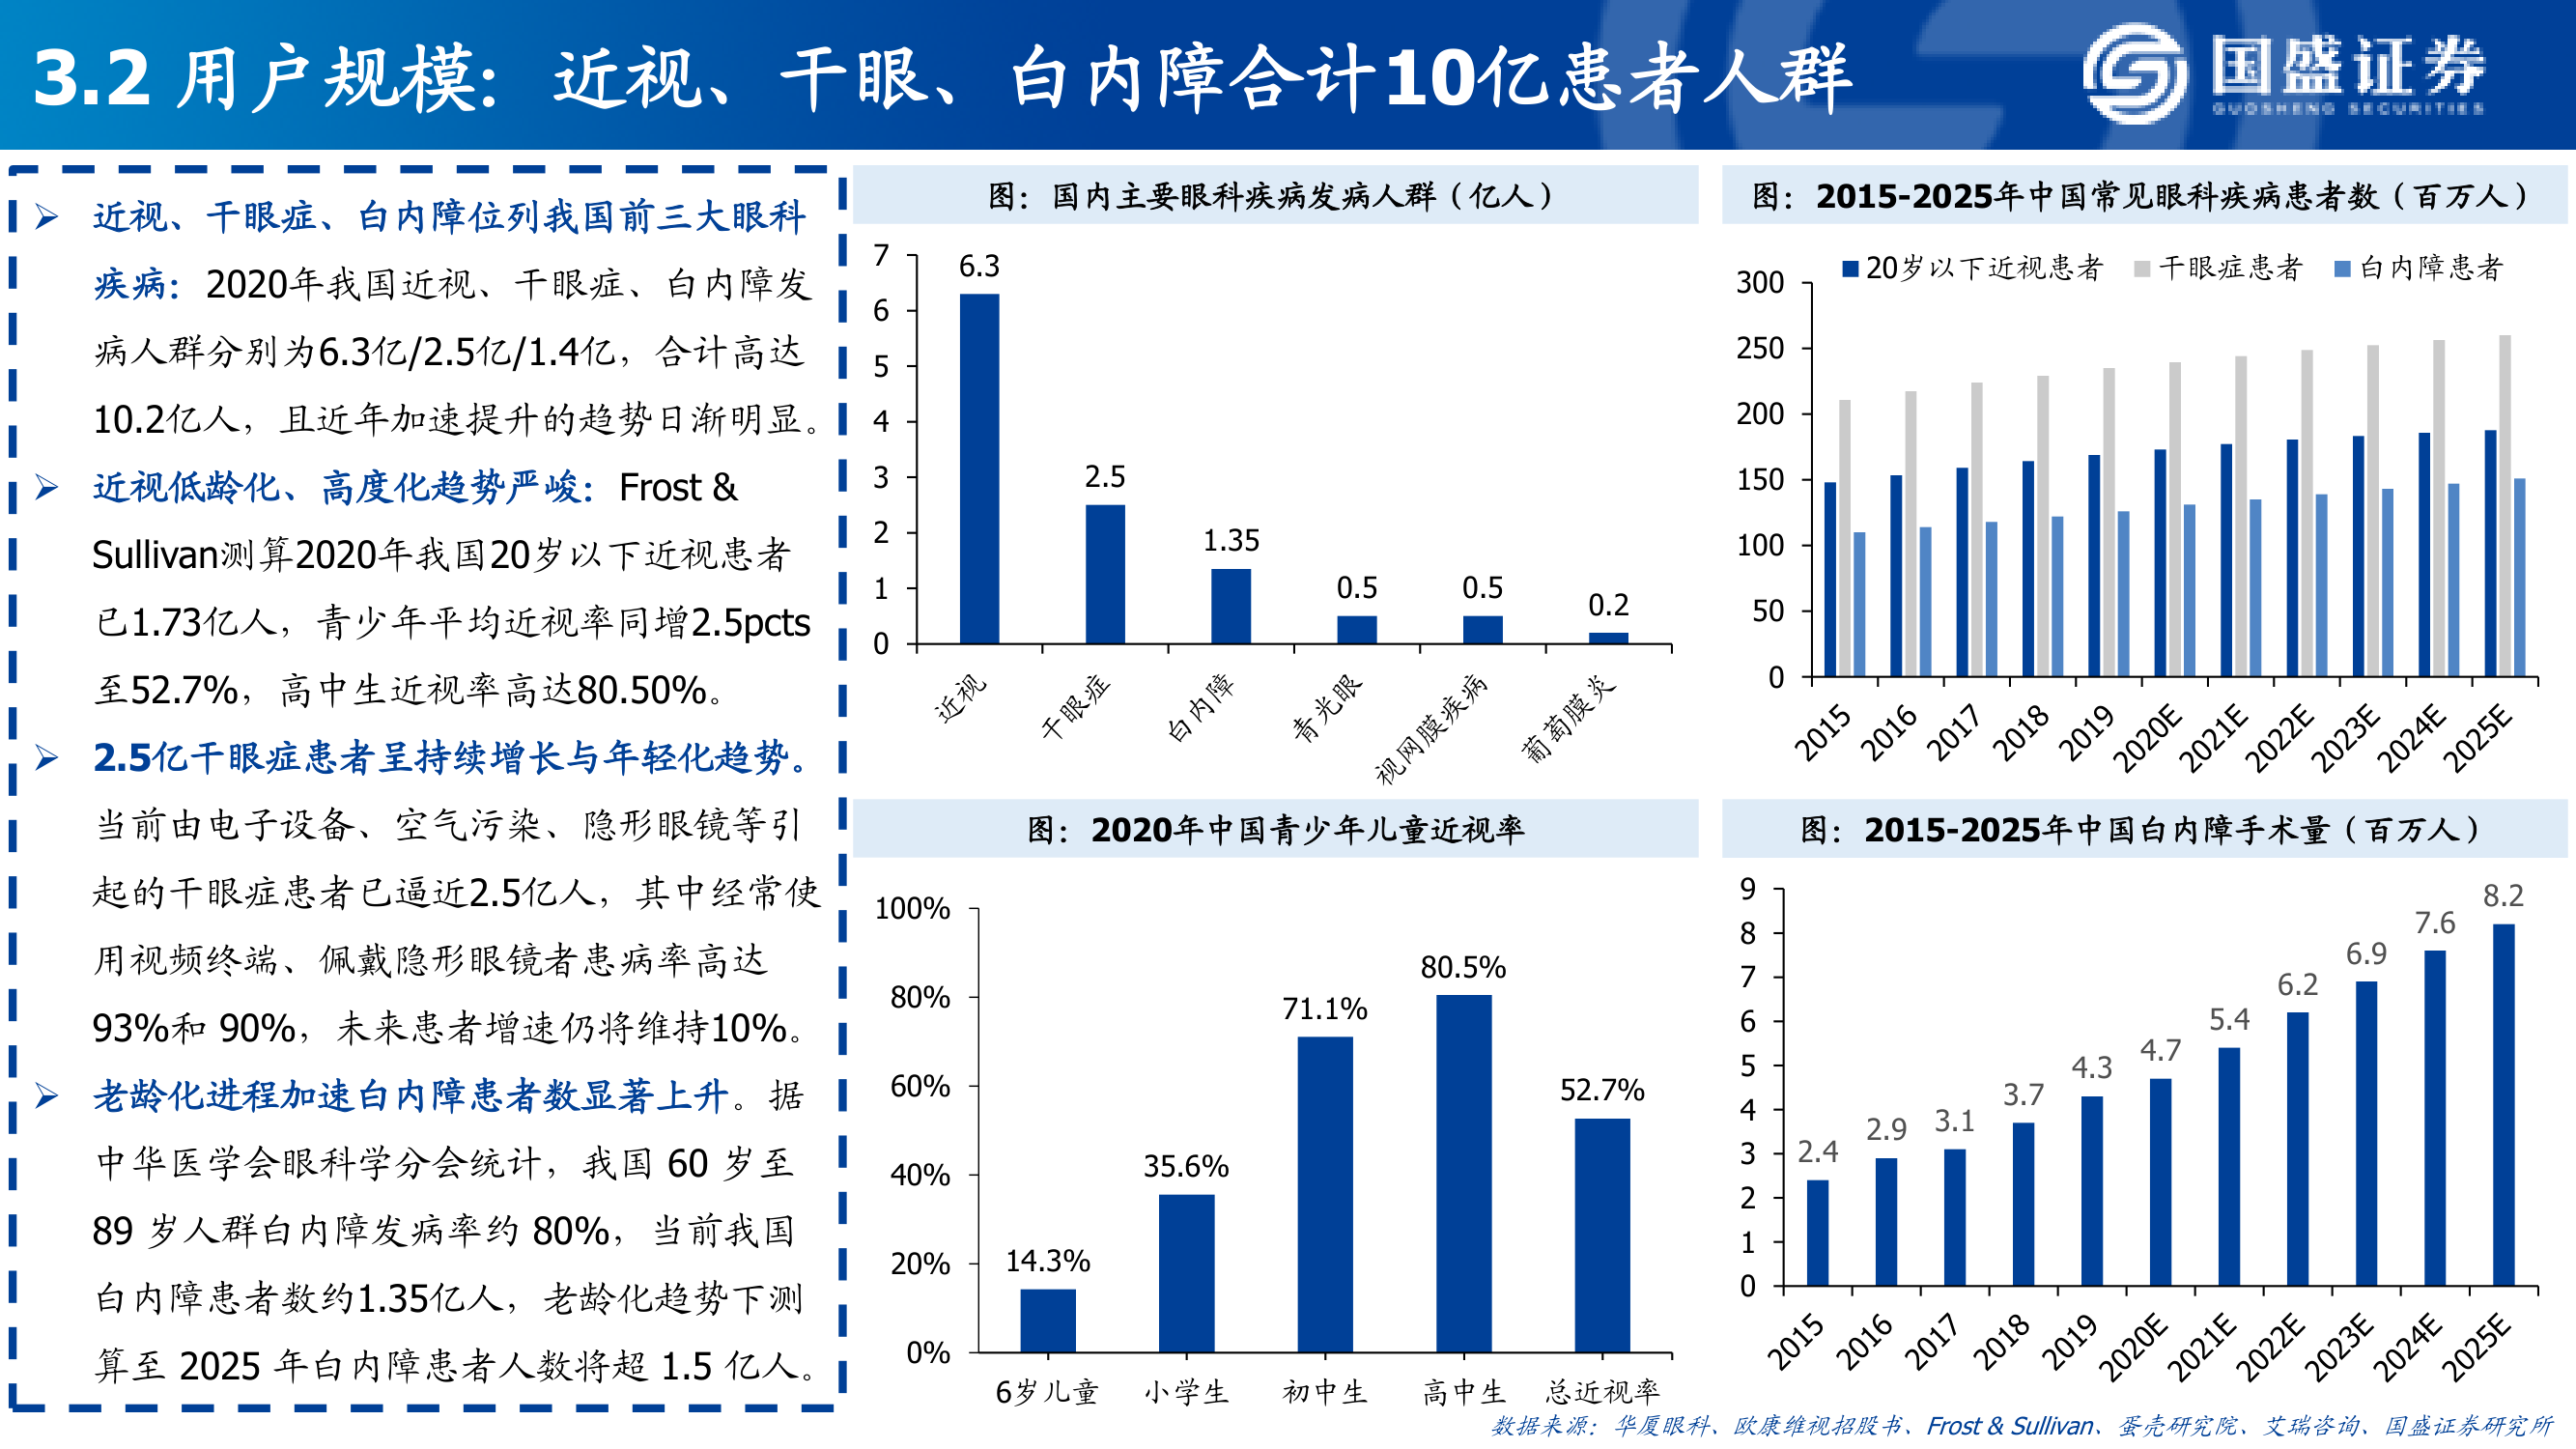 3.2 用户规模：近视、干眼、白内障合计10亿患者人群
国盛证券
GUOSHENG SECURITIES
➢ 近视、干眼症、白内障位列我国前三大眼科
疾病：2020年我国近视、干眼症、白内障发
病人群分别为6.3亿/2.5亿/1.4亿，合计高达
10.2亿人，且近年加速提升的趋势日渐明显。
➢ 近视低龄化、高度化趋势严峻：Frost &
Sullivan测算2020年我国20岁以下近视患者
已1.73亿人，青少年平均近视率同增2.5pcts
至52.7%，高中生近视率高达80.50%。
➢ 2.5亿干眼症患者呈持续增长与年轻化趋势。
当前由电子设备、空气污染、隐形眼镜等引
起的干眼症患者已逼近2.5亿人，其中经常使
用视频终端、佩戴隐形眼镜者患病率高达
93%和 90%，未来患者增速仍将维持10%。
➢ 老龄化进程加速白内障患者数显著上升。据
中华医学会眼科学分会统计，我国 60 岁至
89 岁人群白内障发病率约 80%，当前我国
白内障患者数约1.35亿人，老龄化趋势下测
算至 2025 年白内障患者人数将超 1.5 亿人。
图：国内主要眼科疾病发病人群（亿人）
7
6
5
4
3
2
1
0
6.3
2.5
1.35
0.5
0.5
0.2
近视
干眼症
白内障
青光眼
视网膜疾病
葡萄膜炎
图：2015-2025年中国常见眼科疾病患者数（百万人）
20岁以下近视患者 干眼症患者 白内障患者
300
250
200
150
100
50
0
2015
2016
2017
2018
2019
2020E
2021E
2022E
2023E
2024E
2025E
图：2020年中国青少年儿童近视率
100%
80%
60%
40%
20%
0%
14.3%
35.6%
71.1%
80.5%
52.7%
6岁儿童 小学生 初中生 高中生 总近视率
图：2015-2025年中国白内障手术量（百万人）
9
8
7
6
5
4
3
2
1
0
2.4
2.9
3.1
3.7
4.3
4.7
5.4
6.2
6.9
7.6
8.2
2015
2016
2017
2018
2019
2020E
2021E
2022E
2023E
2024E
2025E
数据来源：华厦眼科、欧康维视招股书、Frost & Sullivan、蛋壳研究院、艾瑞咨询、国盛证券研究所